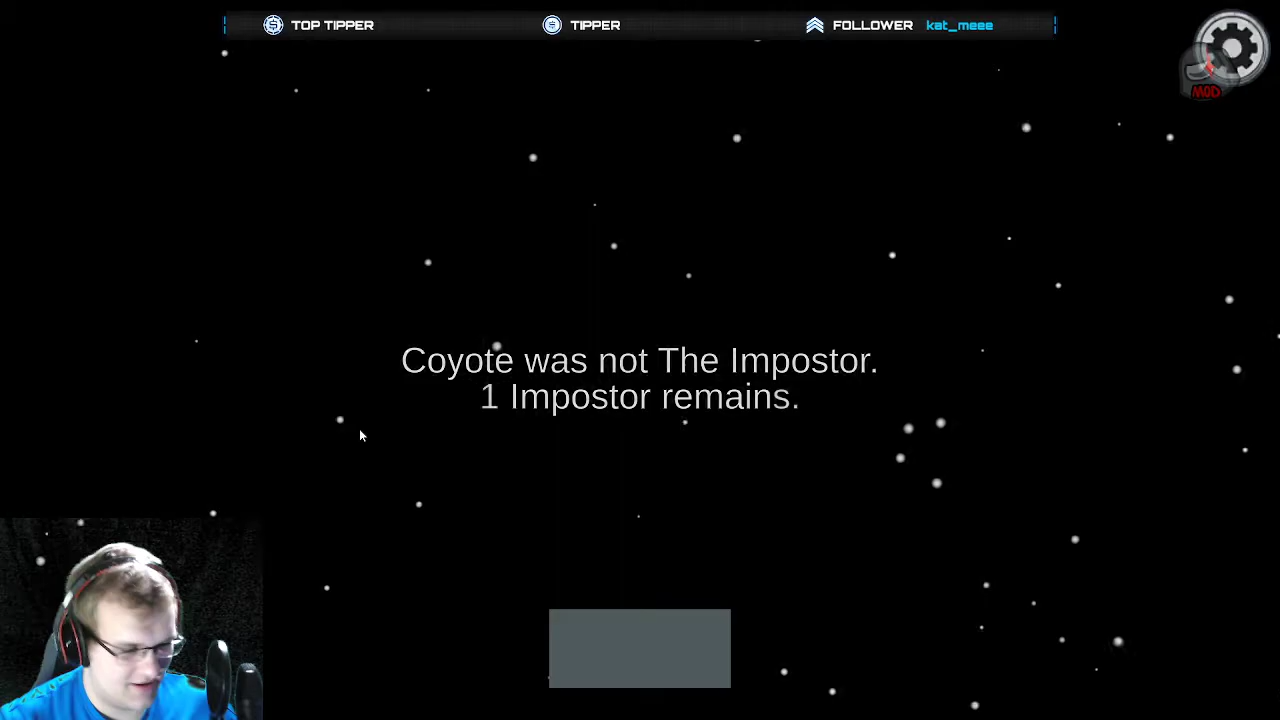 TOP TIPPER
TIPPER
FOLLOWER kat_meee
MOD
Coyote was not The Impostor.
1 Impostor remains.